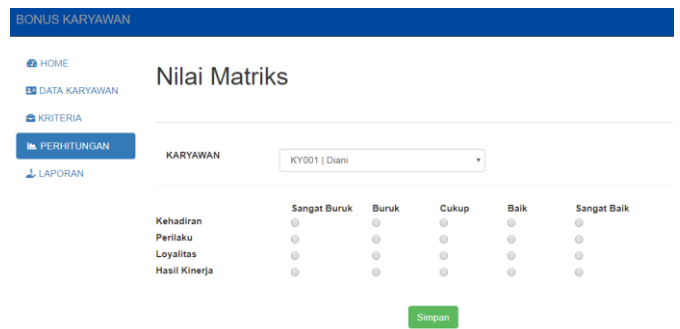 BONUS KARYAWAN
HOME
DATA KARYAWAN
KRITERIA
PERHITUNGAN
LAPORAN
Nilai Matriks
KARYAWAN
KY001 | Diani
Sangat Buruk Buruk Cukup Baik Sangat Baik
Kehadiran
Perilaku
Loyalitas
Hasil Kinerja
Simpan